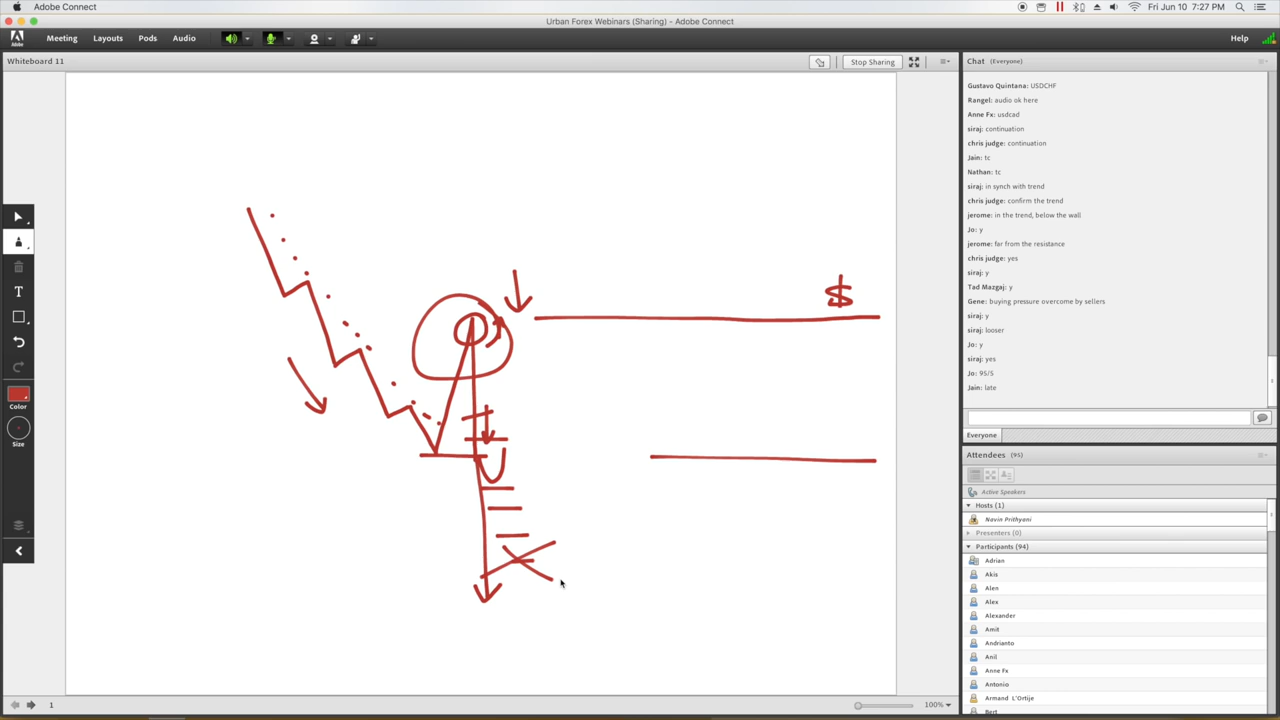 Adobe Connect
Fri Jun 10 7:27 PM
Urban Forex Webinars (Sharing) - Adobe Connect
Adobe
Meeting
Layouts
Pods
Audio
Help
Whiteboard 11
Stop Sharing
$
T
Color
Size
1
100%
Chat (Everyone)
Gustavo Quintana: USDCHF
Rangel: audio ok here
Anne Fx: usdcad
siraj: continuation
chris judge: continuation
Jain: tc
Nathan: tc
siraj: in synch with trend
chris judge: confirm the trend
jerome: in the trend, below the wall
Jo: y
jerome: far from the resistance
chris judge: yes
siraj: y
Tad Mazgaj: y
Gene: buying pressure overcome by sellers
siraj: y
siraj: looser
Jo: y
siraj: yes
Jo: 95/5
Jain: late
Everyone
Attendees (95)
Active Speakers
Hosts (1)
Navin Prithyani
Presenters (0)
Participants (94)
Adrian
Akis
Alen
Alex
Alexander
Amit
Andrianto
Anil
Anne Fx
Antonio
Armand L'Ortije
Bert